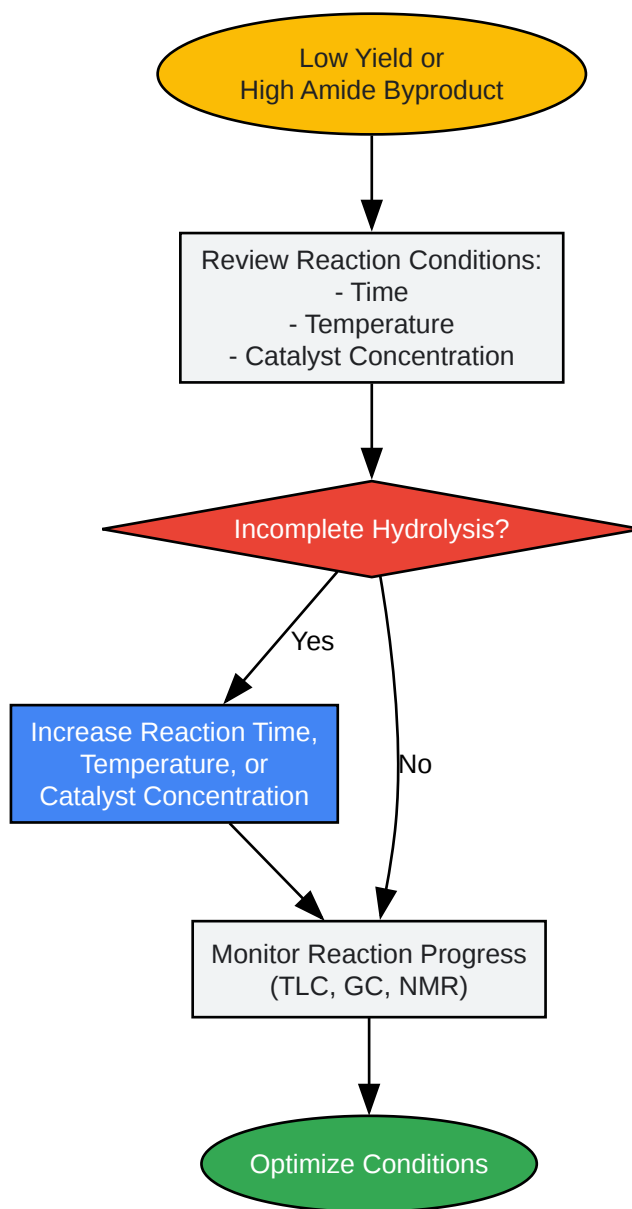 Low Yield or
High Amide Byproduct
Review Reaction Conditions:
- Time
- Temperature
- Catalyst Concentration
Incomplete Hydrolysis?
Yes
Increase Reaction Time,
Temperature, or
Catalyst Concentration
No
Monitor Reaction Progress
(TLC, GC, NMR)
Optimize Conditions